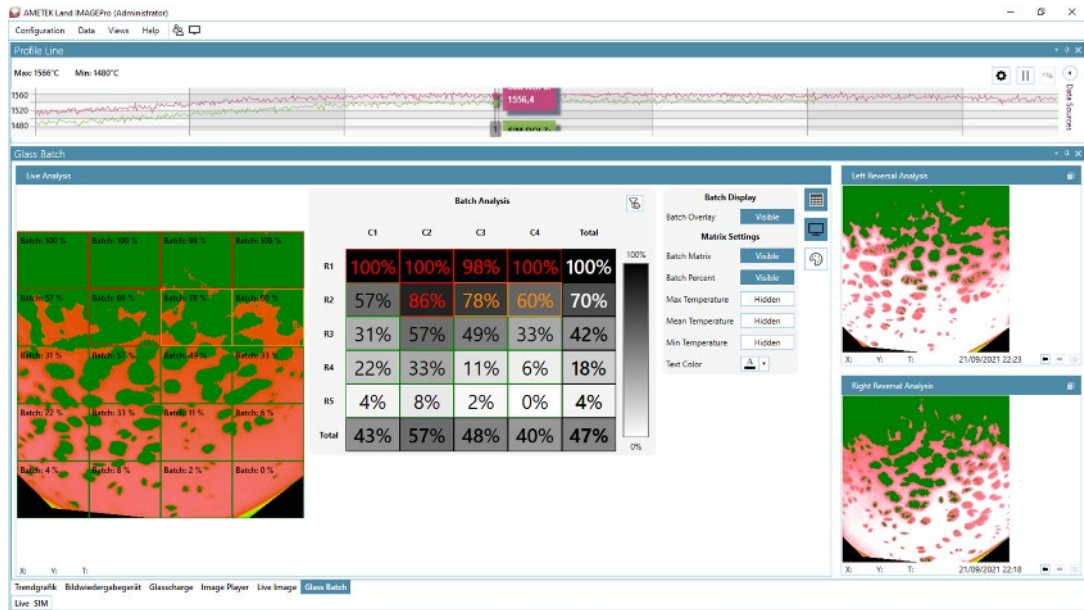 AMETEK Land IMAGEPro (Administrator)
Configuration Data Views Help
Profile Line
Max: 1566°C Min: 1480°C
1560
1520
1480
1556,4
1
Data Sources
Glass Batch
Live Analysis
Batch: 100 % Batch: 100 % Batch: 98 % Batch: 100 %
Batch: 57 % Batch: 86 % Batch: 78 % Batch: 60 %
Batch: 31 % Batch: 57 % Batch: 49 % Batch: 33 %
Batch: 22 % Batch: 33 % Batch: 11 % Batch: 6 %
Batch: 4 % Batch: 8 % Batch: 2 % Batch: 0 %
X: Y: T:
Batch Analysis
C1 C2 C3 C4 Total
R1 100% 100% 98% 100% 100%
R2 57% 86% 78% 60% 70%
R3 31% 57% 49% 33% 42%
R4 22% 33% 11% 6% 18%
R5 4% 8% 2% 0% 4%
Total 43% 57% 48% 40% 47%
100%
0%
Batch Display
Batch Overlay Visible
Matrix Settings
Batch Matrix Visible
Batch Percent Visible
Max Temperature Hidden
Mean Temperature Hidden
Min Temperature Hidden
Text Color A
Left Reversal Analysis
X: Y: T: 21/09/2021 22:23
Right Reversal Analysis
X: Y: T: 21/09/2021 22:18
Trendgrafik Bildwiedergabegerät Glasscharge Image Player Live Image Glass Batch
Live SIM